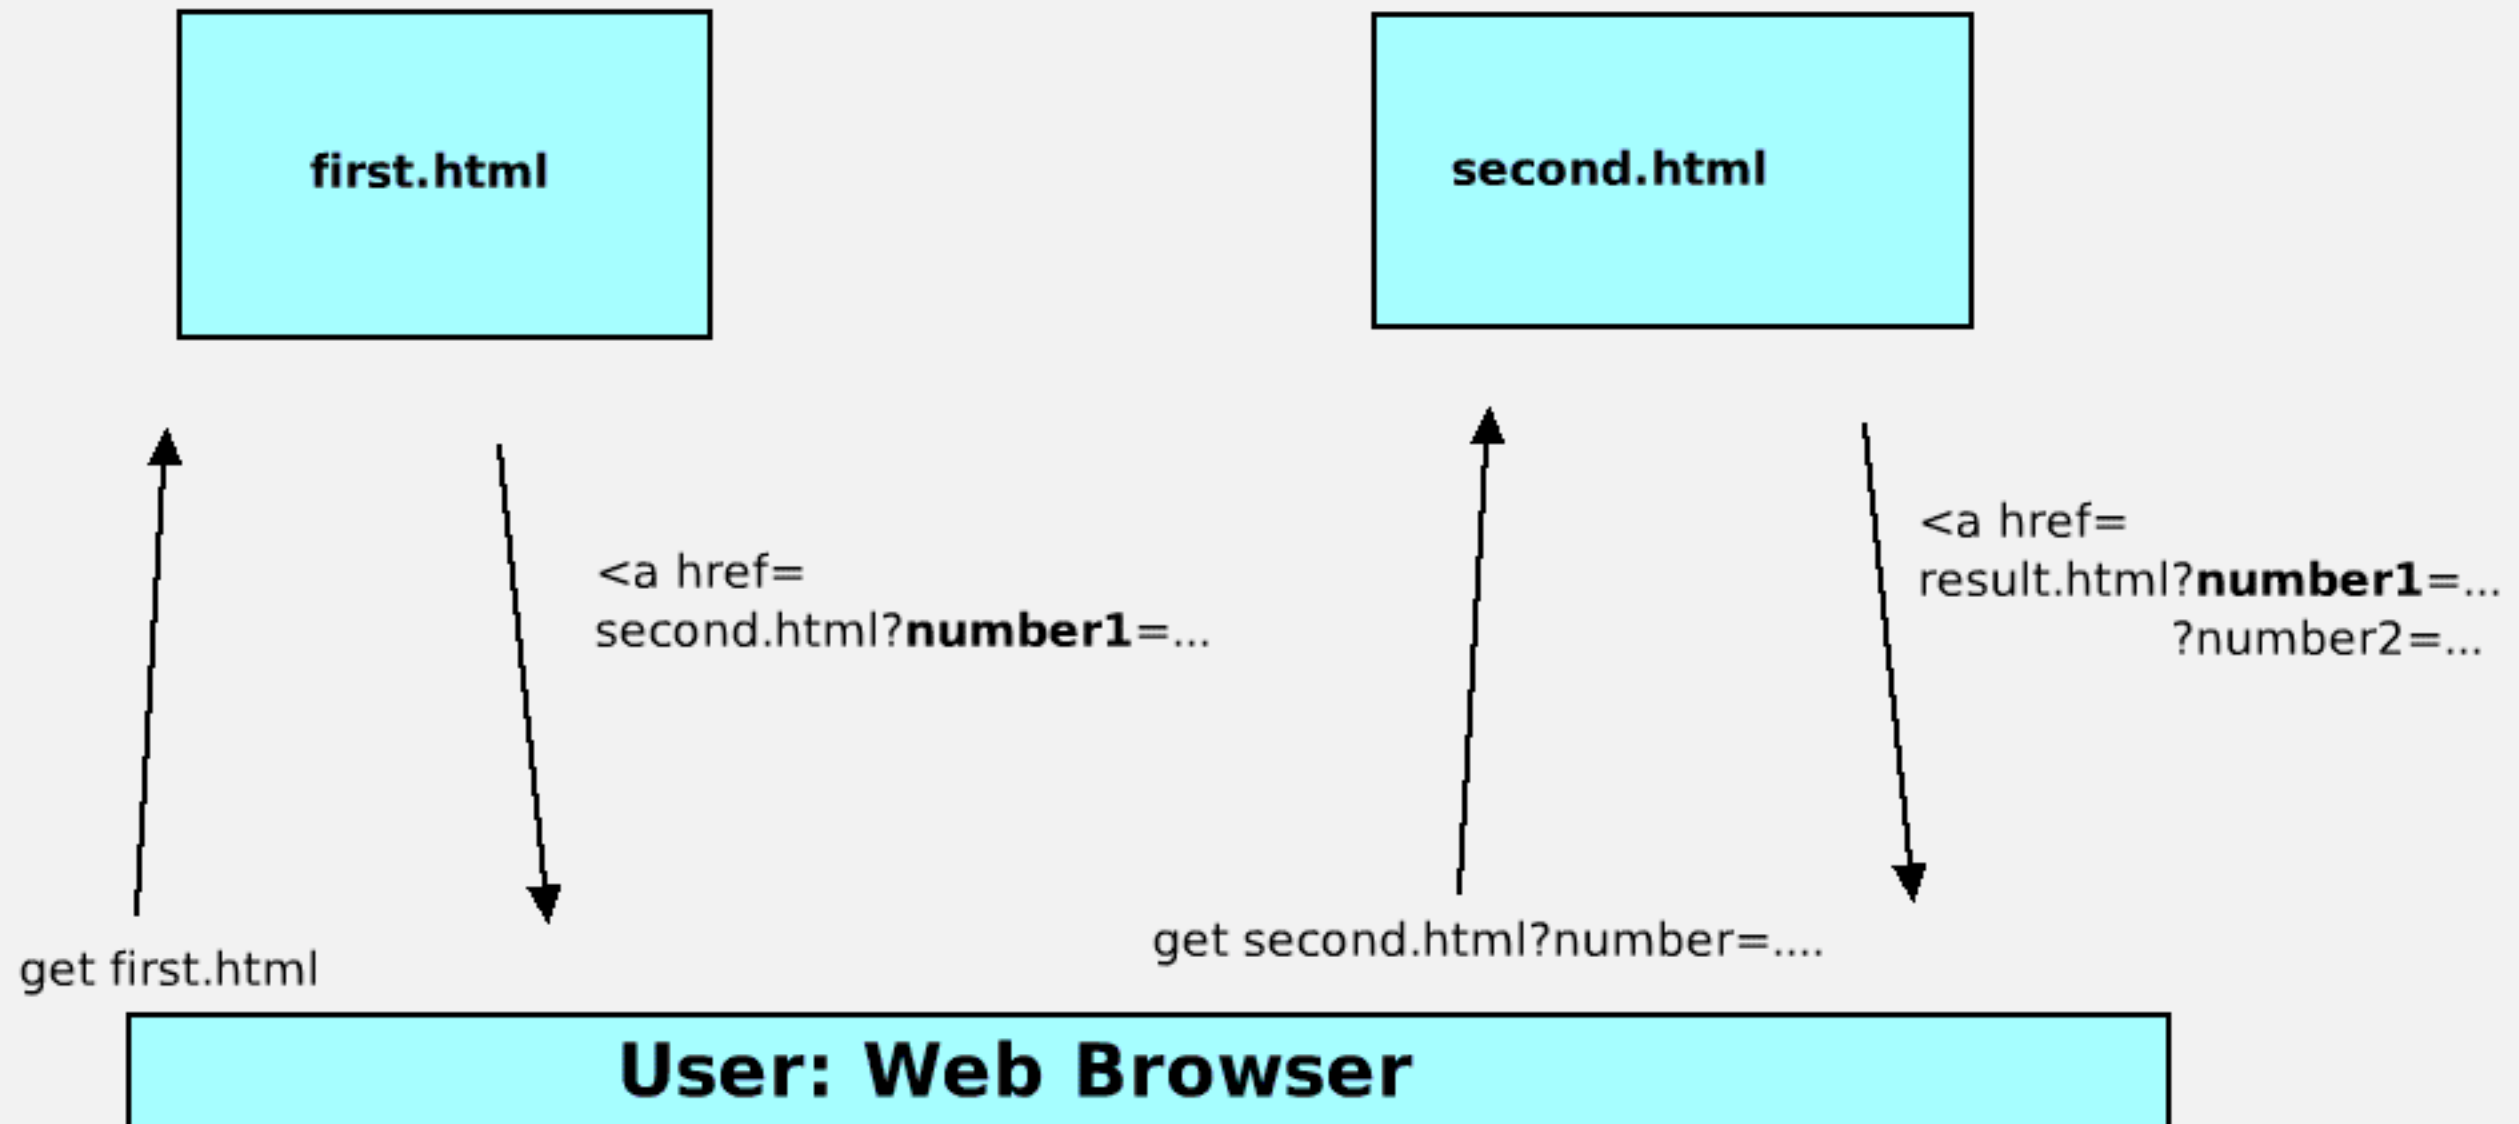 first.html
second.html
<a href=
second.html?number1=...
<a href=
result.html?number1=...
?number2=...
get first.html
get second.html?number=....
User: Web Browser